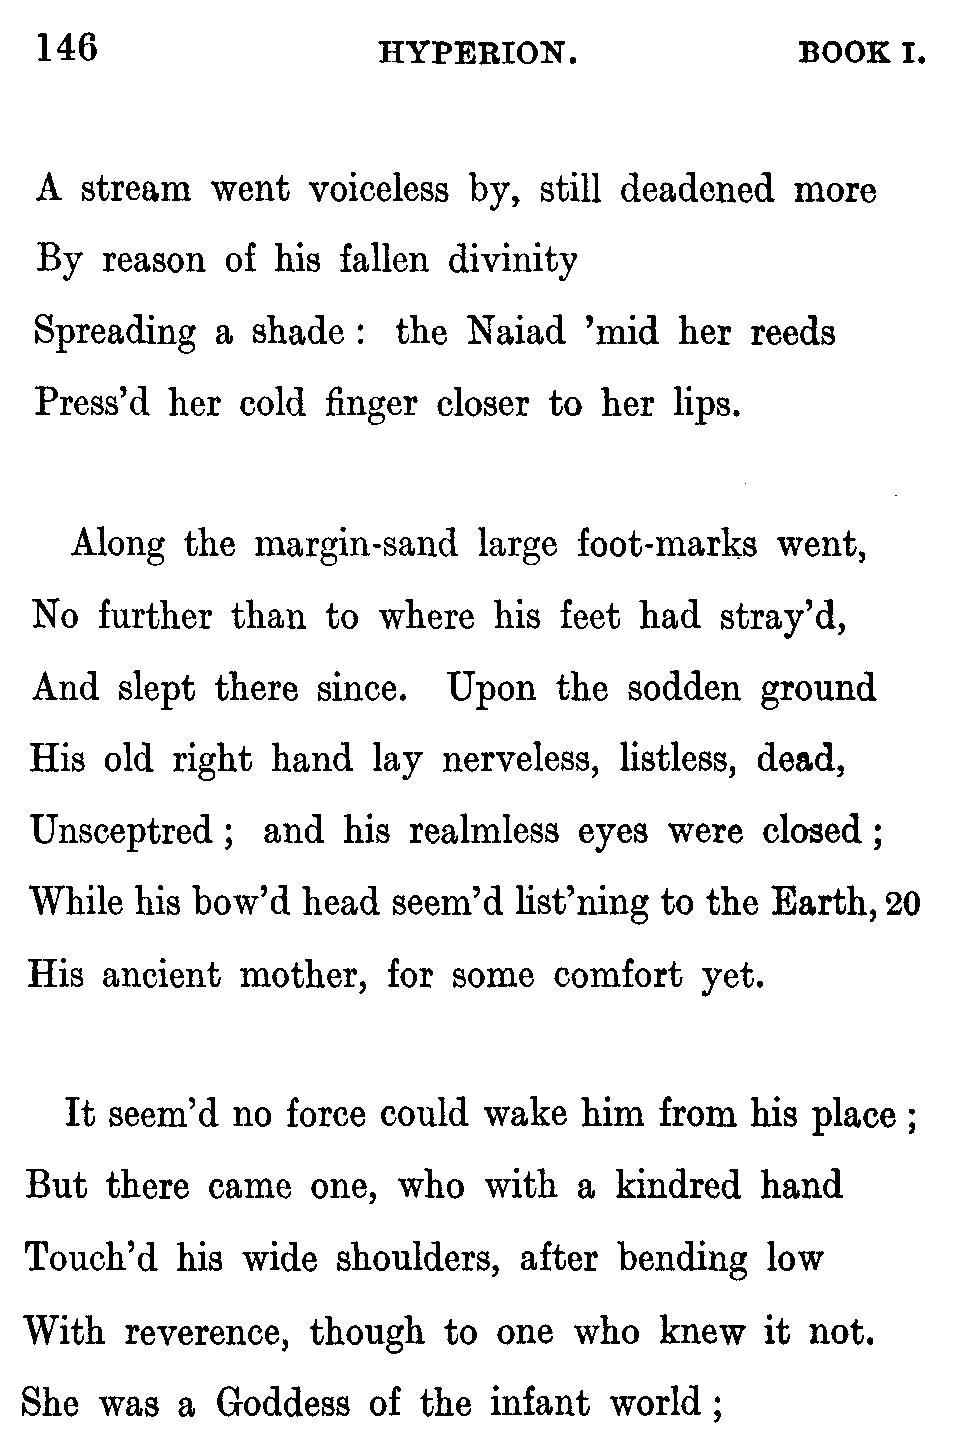 146 HYPERION. BOOK I.
A stream went voiceless by, still deadened more
By reason of his fallen divinity
Spreading a shade : the Naiad ’mid her reeds
Press’d her cold finger closer to her lips.
Along the margin-sand large foot-marks went,
No further than to where his feet had stray’d,
And slept there since. Upon the sodden ground
His old right hand lay nerveless, listless, dead,
Unsceptred ; and his realmless eyes were closed ;
While his bow’d head seem’d list’ning to the Earth, 20
His ancient mother, for some comfort yet.
It seem’d no force could wake him from his place ;
But there came one, who with a kindred hand
Touch’d his wide shoulders, after bending low
With reverence, though to one who knew it not.
She was a Goddess of the infant world ;